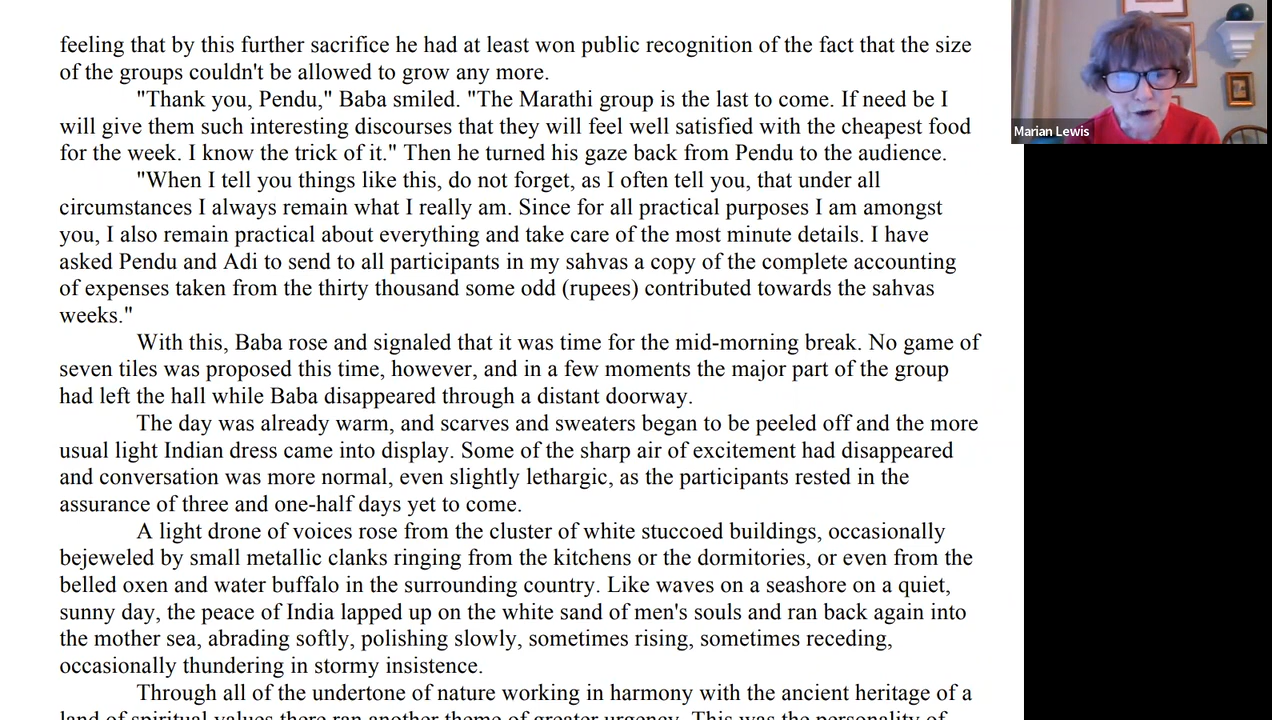 feeling that by this further sacrifice he had at least won public recognition of the fact that the size
of the groups couldn't be allowed to grow any more.
"Thank you, Pendu," Baba smiled. "The Marathi group is the last to come. If need be I
will give them such interesting discourses that they will feel well satisfied with the cheapest food
for the week. I know the trick of it." Then he turned his gaze back from Pendu to the audience.
"When I tell you things like this, do not forget, as I often tell you, that under all
circumstances I always remain what I really am. Since for all practical purposes I am amongst
you, I also remain practical about everything and take care of the most minute details. I have
asked Pendu and Adi to send to all participants in my sahvas a copy of the complete accounting
of expenses taken from the thirty thousand some odd (rupees) contributed towards the sahvas
weeks."
With this, Baba rose and signaled that it was time for the mid-morning break. No game of
seven tiles was proposed this time, however, and in a few moments the major part of the group
had left the hall while Baba disappeared through a distant doorway.
The day was already warm, and scarves and sweaters began to be peeled off and the more
usual light Indian dress came into display. Some of the sharp air of excitement had disappeared
and conversation was more normal, even slightly lethargic, as the participants rested in the
assurance of three and one-half days yet to come.
A light drone of voices rose from the cluster of white stuccoed buildings, occasionally
bejeweled by small metallic clanks ringing from the kitchens or the dormitories, or even from the
belled oxen and water buffalo in the surrounding country. Like waves on a seashore on a quiet,
sunny day, the peace of India lapped up on the white sand of men's souls and ran back again into
the mother sea, abrading softly, polishing slowly, sometimes rising, sometimes receding,
occasionally thundering in stormy insistence.
Through all of the undertone of nature working in harmony with the ancient heritage of a
land of spiritual values there ran another theme of greater urgency. This was the personality of
Marian Lewis